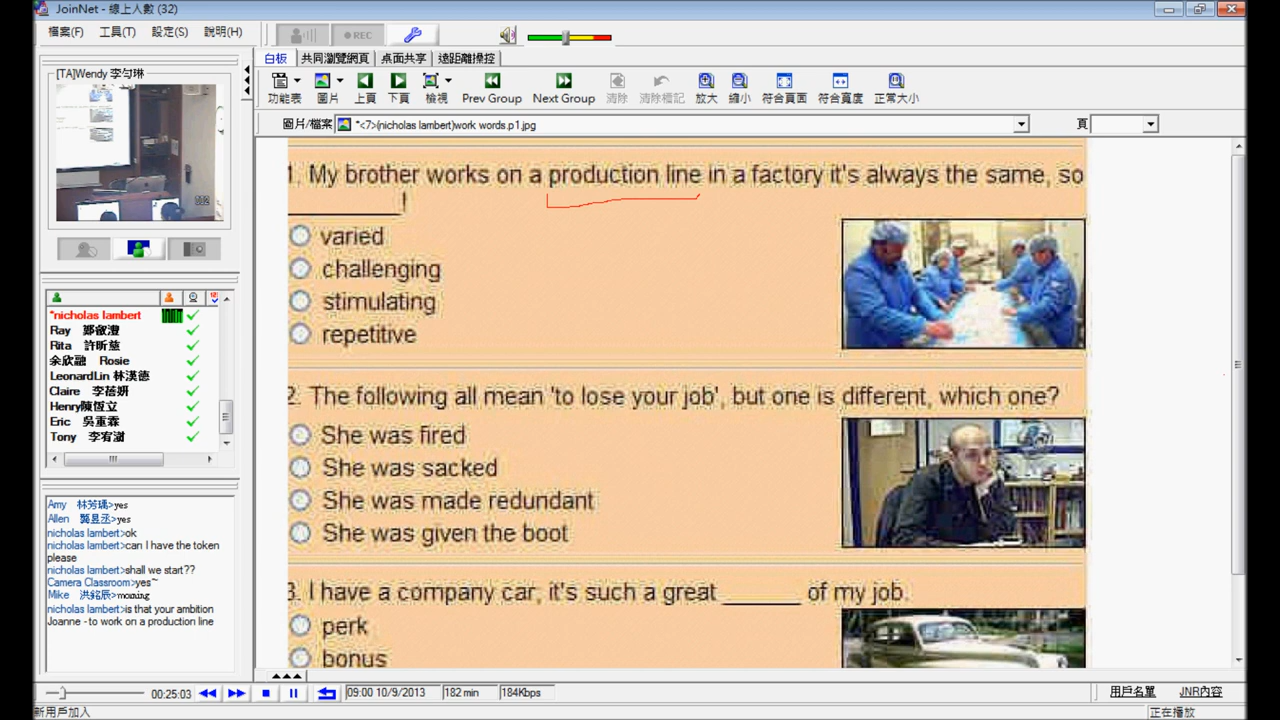 JoinNet - 線上人數 (32)
檔案(F) 工具(T) 設定(S) 說明(H)
REC
[TA]Wendy 李勻琳
白板 共同瀏覽網頁 桌面共享 遠距離操控
功能表 圖片 上頁 下頁 檢視 Prev Group Next Group 清除 清除標記 放大 縮小 符合頁面 符合寬度 正常大小
圖片/檔案 *<7>(nicholas lambert)work words.p1.jpg 頁
1. My brother works on a production line in a factory it's always the same, so
________!
varied
challenging
stimulating
repetitive
2. The following all mean 'to lose your job', but one is different, which one?
She was fired
She was sacked
She was made redundant
She was given the boot
3. I have a company car, it's such a great ______ of my job.
perk
bonus
*nicholas lambert
Ray 鄭叡澧
Rita 許昕慈
余欣融 Rosie
LeonardLin 林漢德
Claire 李蓓妍
Henry陳恆立
Eric 吳重霖
Tony 李宥澍
Amy 林芳瑀>yes
Allen 龔昱丞>yes
nicholas lambert>ok
nicholas lambert>can I have the token
please
nicholas lambert>shall we start??
Camera Classroom>yes~
Mike 洪銘辰>morning
nicholas lambert>is that your ambition
Joanne - to work on a production line
00:25:03 09:00 10/9/2013 182 min 184Kbps 用戶名單 JNR內容
新用戶加入 正在播放